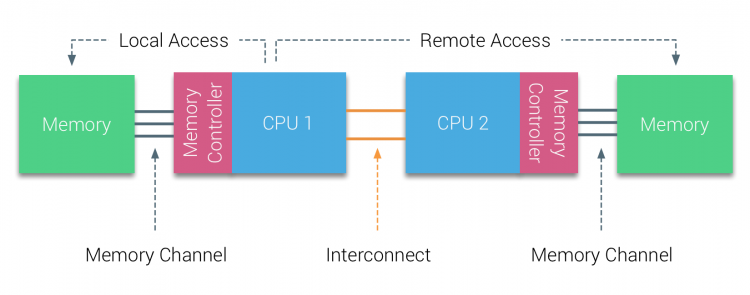 Local Access
Remote Access
Memory
Memory
Controller
CPU 1
CPU 2
Memory
Controller
Memory
Memory Channel
Interconnect
Memory Channel